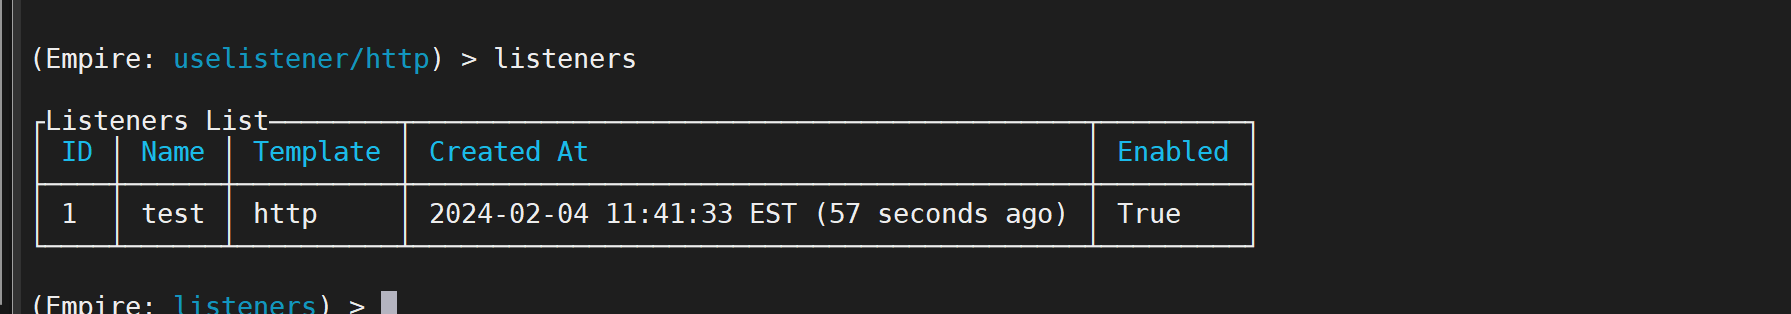 (Empire: uselistener/http) > listeners
Listeners List
ID Name Template Created At Enabled
1 test http 2024-02-04 11:41:33 EST (57 seconds ago) True
(Empire: listeners) >